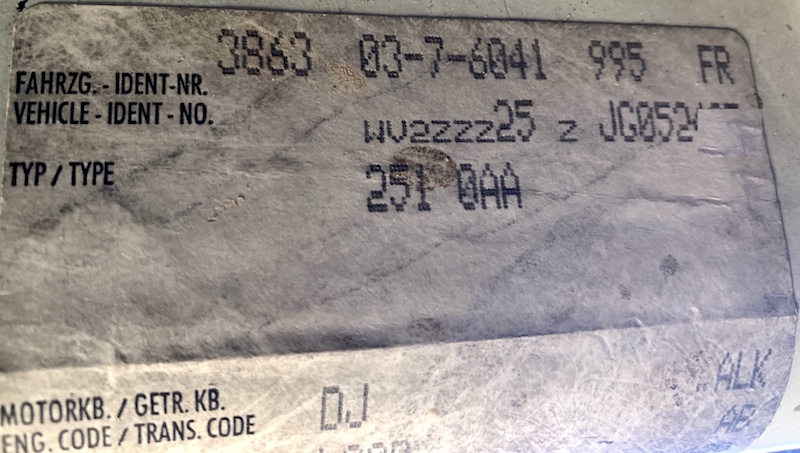 3863 03-7-6041 995 FR
FAHRZG. - IDENT-NR.
VEHICLE - IDENT - NO. WV2ZZZ25 Z
TYP / TYPE 251 0AA
MOTORKB. / GETR. KB. DJ ALK
ENG. CODE / TRANS. CODE